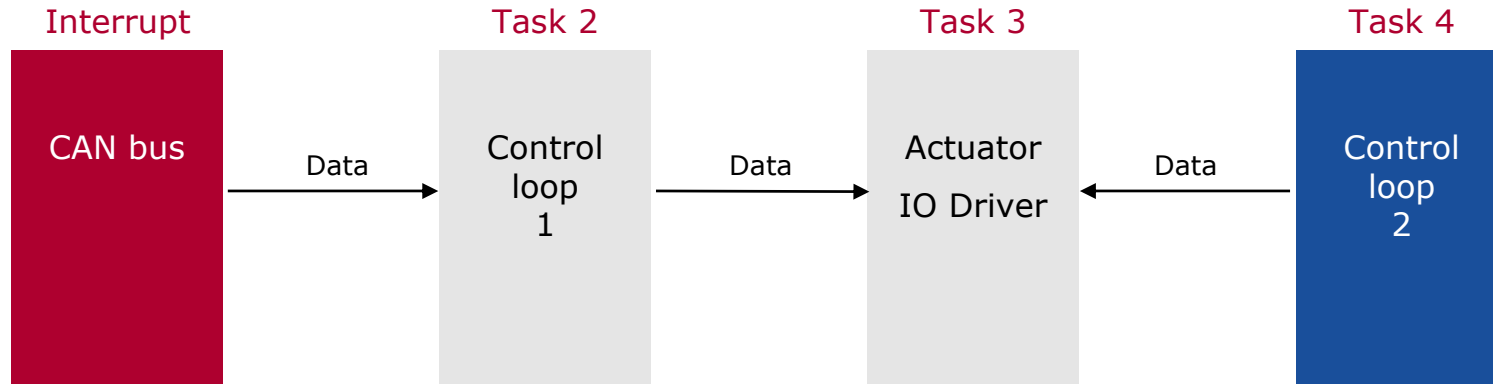 Interrupt
Task 2
Task 3
Task 4
CAN bus
Data
Control
loop
1
Data
Actuator
IO Driver
Data
Control
loop
2